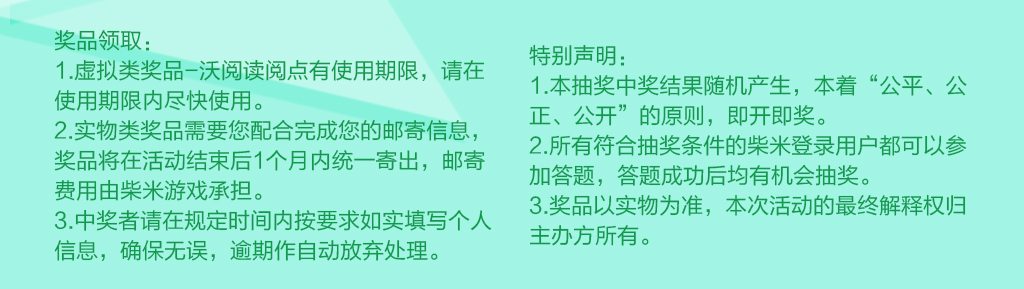 奖品领取：
1.虚拟类奖品-沃阅读阅点有使用期限，请在
使用期限内尽快使用。
2.实物类奖品需要您配合完成您的邮寄信息，
奖品将在活动结束后1个月内统一寄出，邮寄
费用由柴米游戏承担。
3.中奖者请在规定时间内按要求如实填写个人
信息，确保无误，逾期作自动放弃处理。
特别声明：
1.本抽奖中奖结果随机产生，本着“公平、公
正、公开”的原则，即开即奖。
2.所有符合抽奖条件的柴米登录用户都可以参
加答题，答题成功后均有机会抽奖。
3.奖品以实物为准，本次活动的最终解释权归
主办方所有。